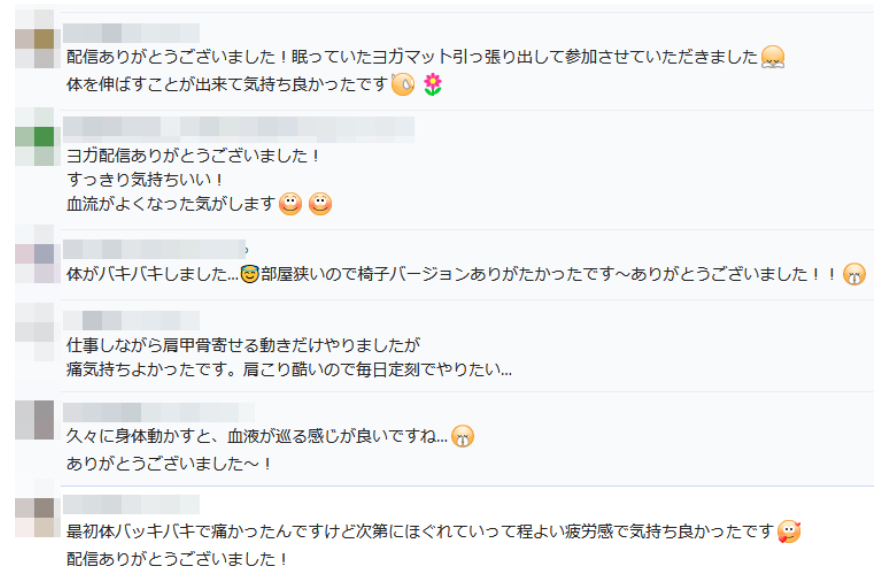 配信ありがとうございました！眠っていたヨガマット引っ張り出して参加させていただきました
体を伸ばすことが出来て気持ち良かったです
ヨガ配信ありがとうございました！
すっきり気持ちいい！
血流がよくなった気がします
体がバキバキしました...部屋狭いので椅子バージョンありがたかったです～ありがとうございました！！
仕事しながら肩甲骨寄せる動きだけやりましたが
痛気持ちよかったです。肩こり酷いので毎日定刻でやりたい...
久々に身体動かすと、血液が巡る感じが良いですね...
ありがとうございました～！
最初体バッキバキで痛かったんですけど次第にほぐれていって程よい疲労感で気持ち良かったです
配信ありがとうございました！